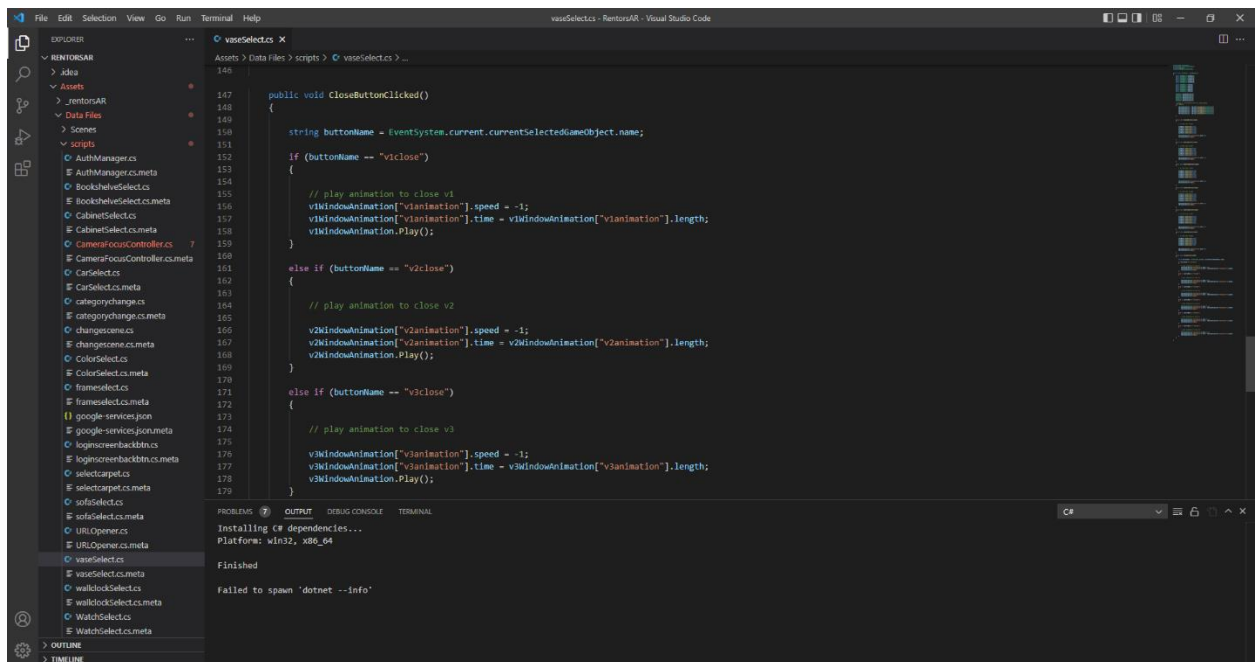 File Edit Selection View Go Run Terminal Help
vaseSelect.cs - RentorsAR - Visual Studio Code
EXPLORER
RENTORSAR
.idea
Assets
_rentorsAR
Data Files
Scenes
scripts
AuthManager.cs
AuthManager.cs.meta
BookshelveSelect.cs
BookshelveSelect.cs.meta
CabinetSelect.cs
CabinetSelect.cs.meta
CameraFocusController.cs 7
CameraFocusController.cs.meta
CarSelect.cs
CarSelect.cs.meta
categorychange.cs
categorychange.cs.meta
changescene.cs
changescene.cs.meta
ColorSelect.cs
ColorSelect.cs.meta
frameselect.cs
frameselect.cs.meta
{} google-services.json
google-services.json.meta
loginscreenbackbtn.cs
loginscreenbackbtn.cs.meta
selectcarpet.cs
selectcarpet.cs.meta
sofaSelect.cs
sofaSelect.cs.meta
URLOpener.cs
URLOpener.cs.meta
vaseSelect.cs
vaseSelect.cs.meta
wallclockSelect.cs
wallclockSelect.cs.meta
WatchSelect.cs
WatchSelect.cs.meta
OUTLINE
TIMELINE
vaseSelect.cs
Assets > Data Files > scripts > vaseSelect.cs > ...
146
147 public void CloseButtonClicked()
148 {
149
150 string buttonName = EventSystem.current.currentSelectedGameObject.name;
151
152 if (buttonName == "v1close")
153 {
154
155 // play animation to close v1
156 v1WindowAnimation["v1animation"].speed = -1;
157 v1WindowAnimation["v1animation"].time = v1WindowAnimation["v1animation"].length;
158 v1WindowAnimation.Play();
159 }
160
161 else if (buttonName == "v2close")
162 {
163
164 // play animation to close v2
165
166 v2WindowAnimation["v2animation"].speed = -1;
167 v2WindowAnimation["v2animation"].time = v2WindowAnimation["v2animation"].length;
168 v2WindowAnimation.Play();
169 }
170
171 else if (buttonName == "v3close")
172 {
173
174 // play animation to close v3
175
176 v3WindowAnimation["v3animation"].speed = -1;
177 v3WindowAnimation["v3animation"].time = v3WindowAnimation["v3animation"].length;
178 v3WindowAnimation.Play();
179 }
PROBLEMS 7 OUTPUT DEBUG CONSOLE TERMINAL
C#
Installing C# dependencies...
Platform: win32, x86_64
Finished
Failed to spawn 'dotnet --info'